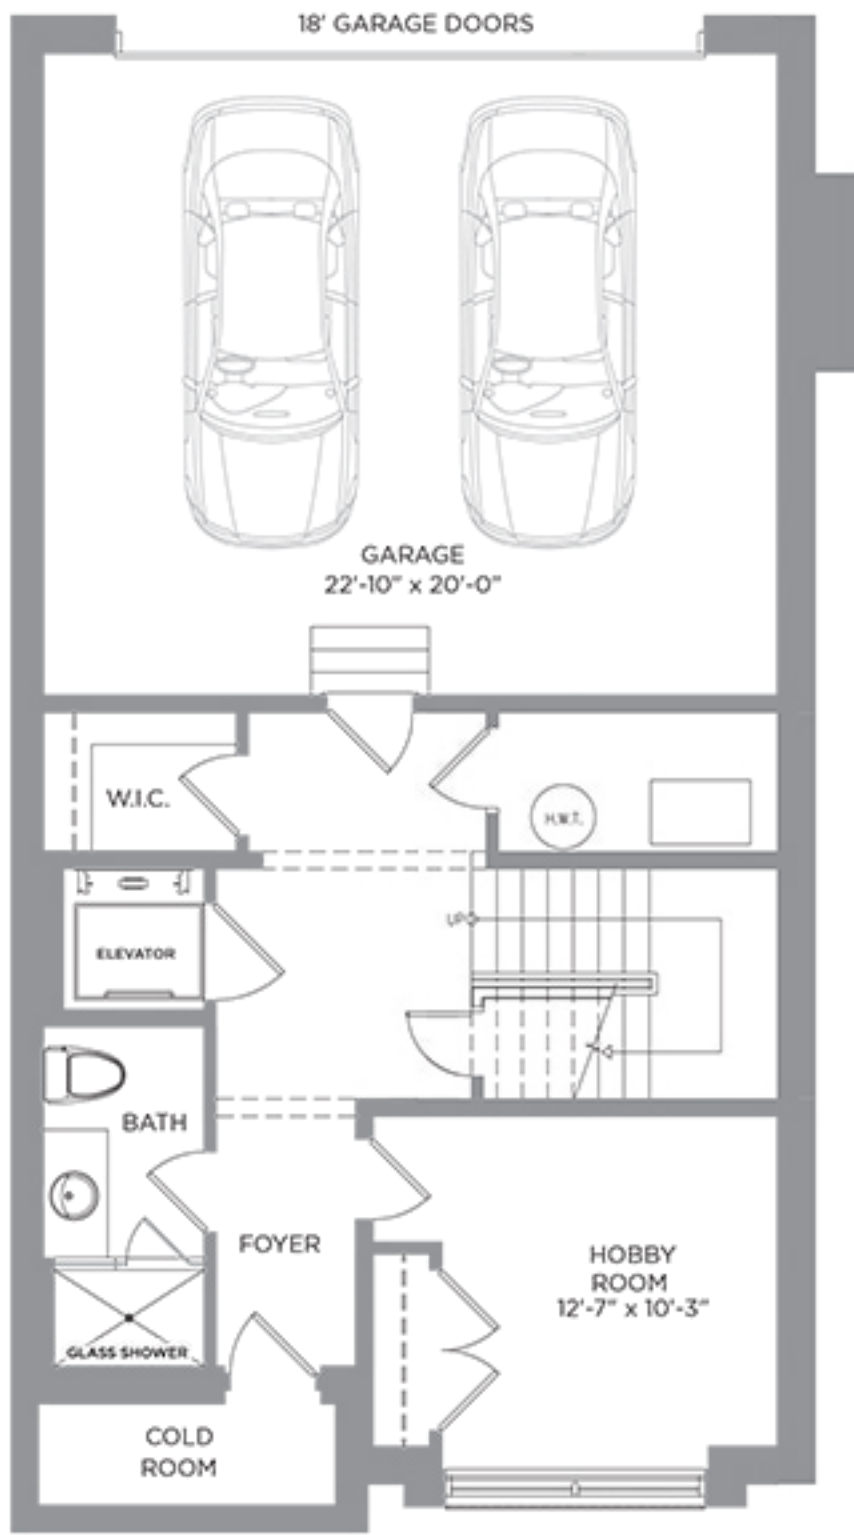 18' GARAGE DOORS
GARAGE
22'-10" x 20'-0"
W.I.C.
H.W.T.
ELEVATOR
UP
BATH
FOYER
HOBBY
ROOM
12'-7" x 10'-3"
GLASS SHOWER
COLD
ROOM